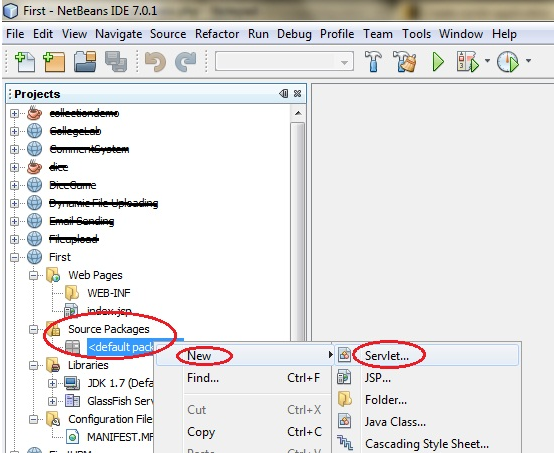 First - NetBeans IDE 7.0.1
File Edit View Navigate Source Refactor Run Debug Profile Team Tools Window Help
Projects
collectiondemo
CollegeLab
CommentSystem
dice
DiceGame
Dynamic File Uploading
Email Sending
Fileupload
First
Web Pages
WEB-INF
index.jsp
Source Packages
<default pack
New
Servlet...
Libraries
Find... Ctrl+F
JSP...
JDK 1.7 (Defa
Folder...
GlassFish Serv
Cut Ctrl+X
Java Class...
Configuration File
Copy Ctrl+C
MANIFEST.MF
Cascading Style Sheet...